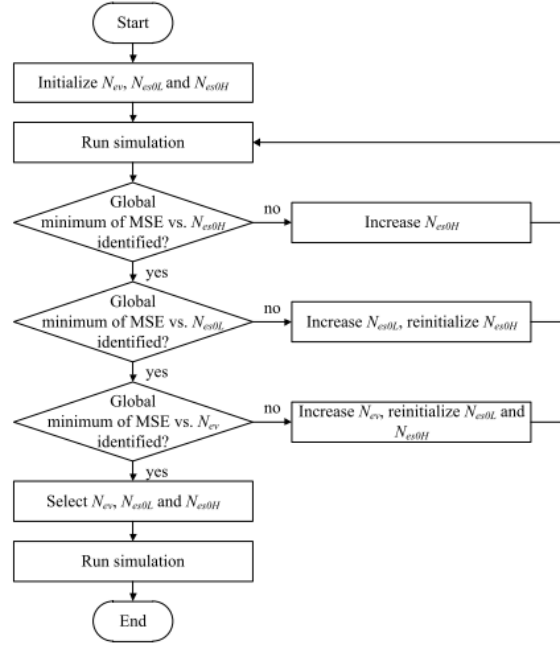 Start
Initialize N_ev, N_es0L and N_es0H
Run simulation
Global
minimum of MSE vs. N_es0H
identified?
no
Increase N_es0H
yes
Global
minimum of MSE vs. N_es0L
identified?
no
Increase N_es0L, reinitialize N_es0H
yes
Global
minimum of MSE vs. N_ev
identified?
no
Increase N_ev, reinitialize N_es0L and
N_es0H
yes
Select N_ev, N_es0L and N_es0H
Run simulation
End